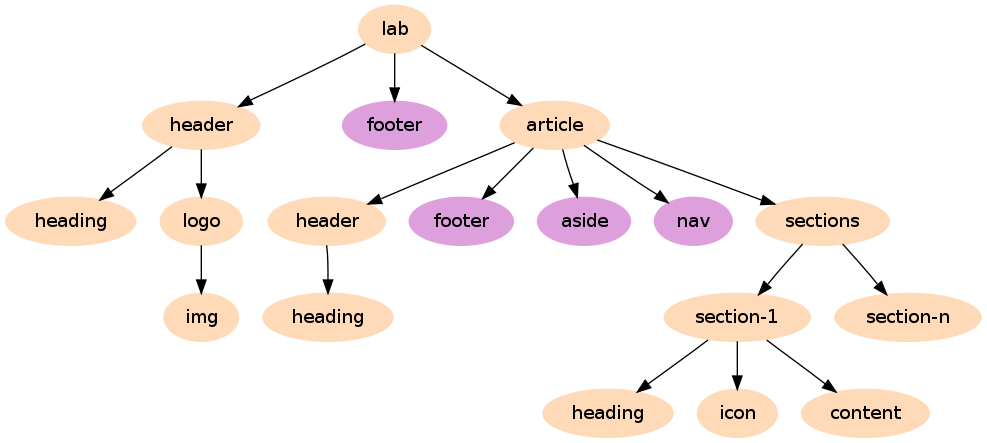 lab
header
footer
article
heading
logo
header
footer
aside
nav
sections
img
heading
section-1
section-n
heading
icon
content